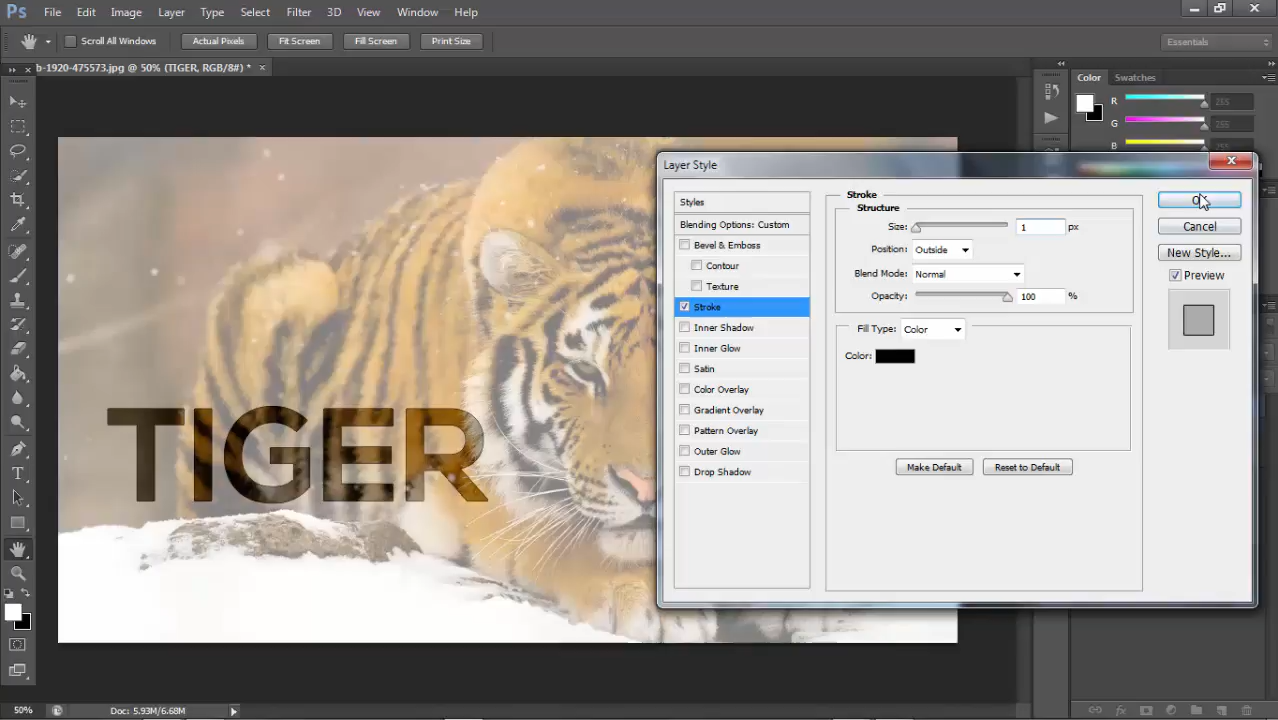 Ps File Edit Image Layer Type Select Filter 3D View Window Help
Scroll All Windows Actual Pixels Fit Screen Fill Screen Print Size Essentials
b-1920-475573.jpg @ 50% (TIGER, RGB/8#) * ×
Color Swatches
R 255
G 255
B
Layer Style
Styles
Blending Options: Custom
Bevel & Emboss
Contour
Texture
Stroke
Inner Shadow
Inner Glow
Satin
Color Overlay
Gradient Overlay
Pattern Overlay
Outer Glow
Drop Shadow
Stroke
Structure
Size: 1 px
Position: Outside
Blend Mode: Normal
Opacity: 100 %
Fill Type: Color
Color:
Make Default Reset to Default
Cancel
New Style...
Preview
TIGER
50% Doc: 5.93M/6.68M